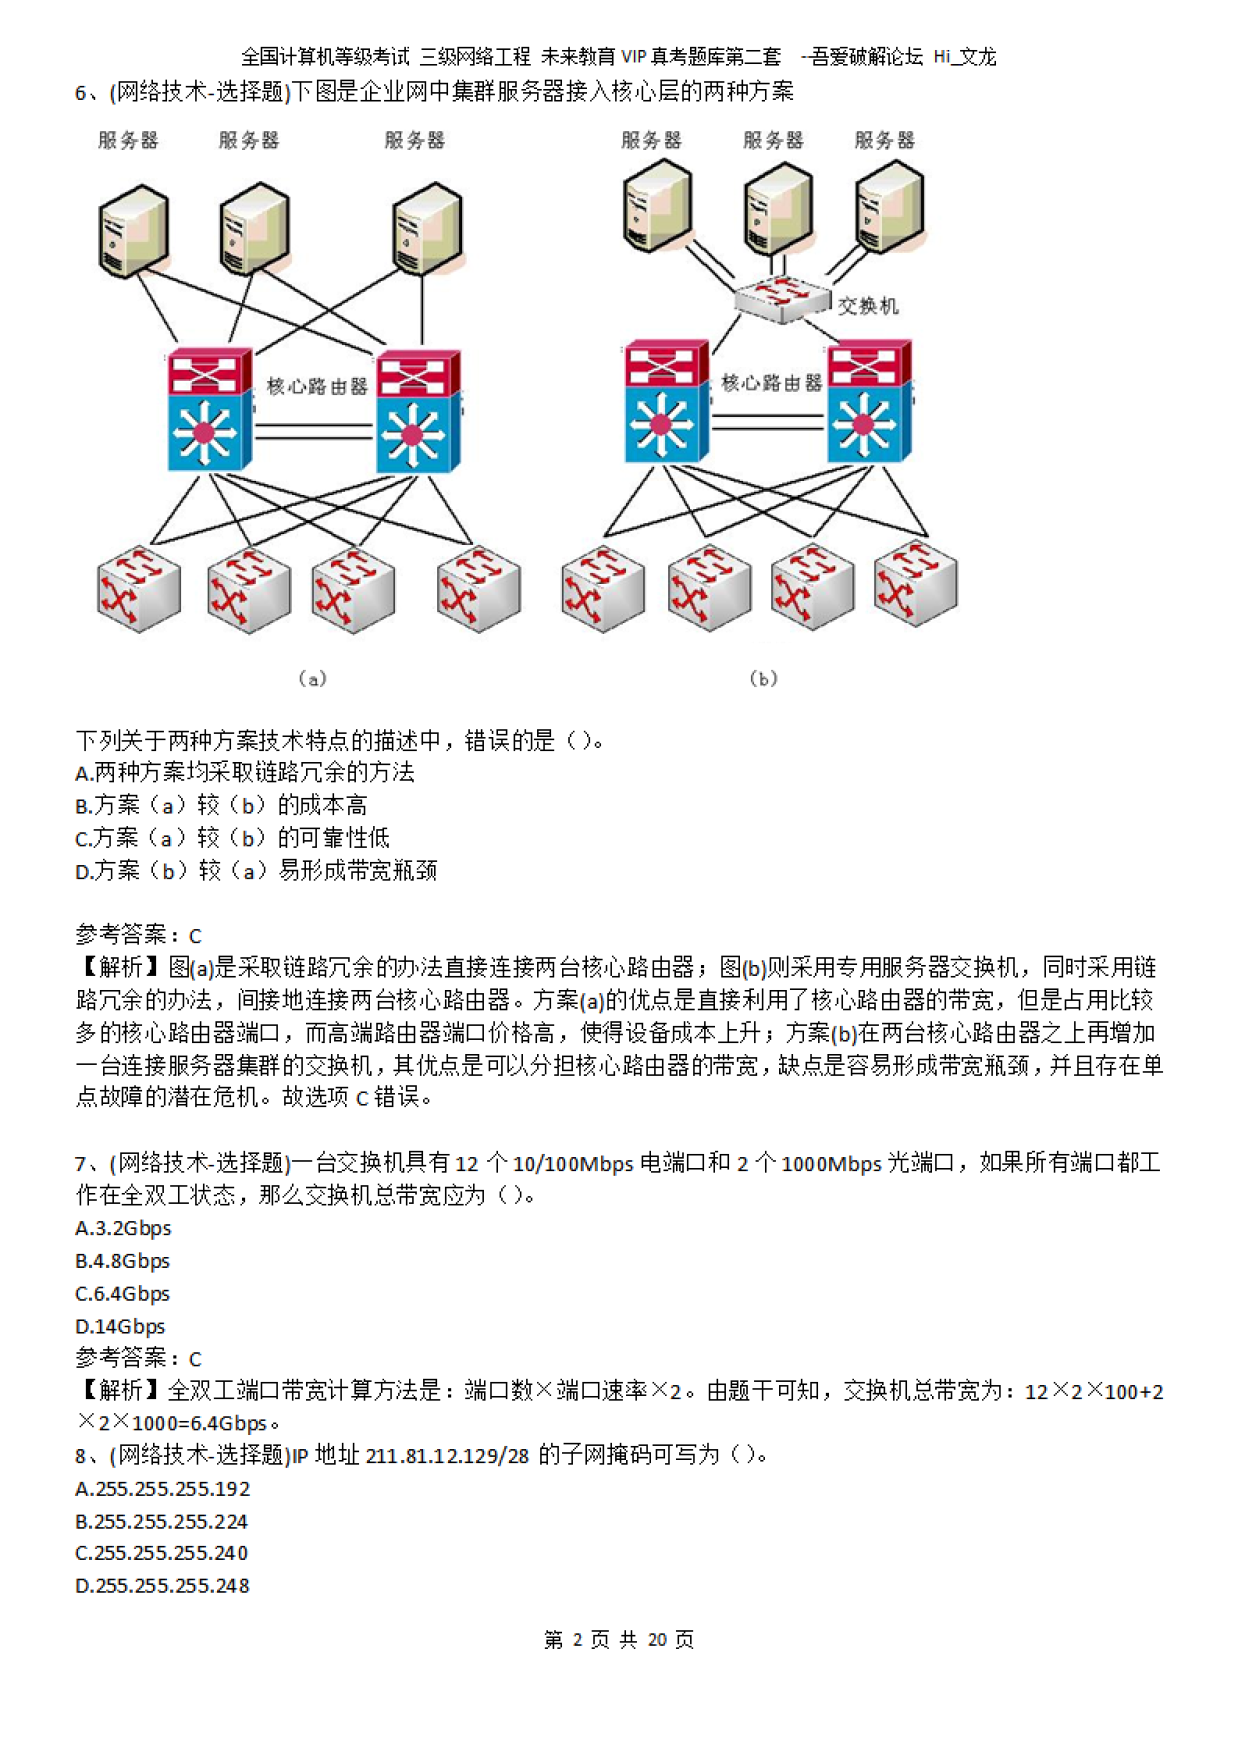 全国计算机等级考试 三级网络工程 未来教育 VIP 真考题库第二套 --吾爱破解论坛 Hi_文龙
6、(网络技术-选择题)下图是企业网中集群服务器接入核心层的两种方案
服务器 服务器 服务器 服务器 服务器 服务器
交换机
核心路由器 核心路由器
（a） （b）
下列关于两种方案技术特点的描述中，错误的是（ ）。
A.两种方案均采取链路冗余的方法
B.方案（a）较（b）的成本高
C.方案（a）较（b）的可靠性低
D.方案（b）较（a）易形成带宽瓶颈
参考答案：C
【解析】图(a)是采取链路冗余的办法直接连接两台核心路由器；图(b)则采用专用服务器交换机，同时采用链
路冗余的办法，间接地连接两台核心路由器。方案(a)的优点是直接利用了核心路由器的带宽，但是占用比较
多的核心路由器端口，而高端路由器端口价格高，使得设备成本上升；方案(b)在两台核心路由器之上再增加
一台连接服务器集群的交换机，其优点是可以分担核心路由器的带宽，缺点是容易形成带宽瓶颈，并且存在单
点故障的潜在危机。故选项 C 错误。
7、(网络技术-选择题)一台交换机具有 12 个 10/100Mbps 电端口和 2 个 1000Mbps 光端口，如果所有端口都工
作在全双工状态，那么交换机总带宽应为（ ）。
A.3.2Gbps
B.4.8Gbps
C.6.4Gbps
D.14Gbps
参考答案：C
【解析】全双工端口带宽计算方法是：端口数×端口速率×2。由题干可知，交换机总带宽为：12×2×100+2
×2×1000=6.4Gbps。
8、(网络技术-选择题)IP 地址 211.81.12.129/28 的子网掩码可写为（ ）。
A.255.255.255.192
B.255.255.255.224
C.255.255.255.240
D.255.255.255.248
第 2 页 共 20 页